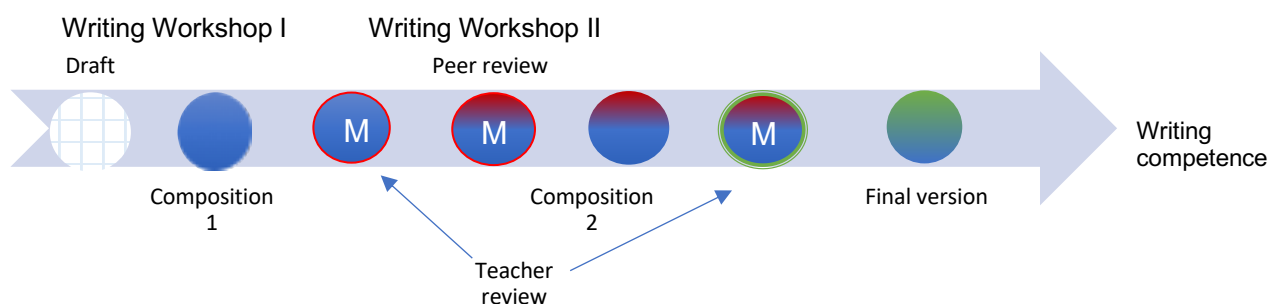 Writing Workshop I
Writing Workshop II
Draft
Peer review
M
M
M
Writing
competence
Composition
1
Composition
2
Final version
Teacher
review